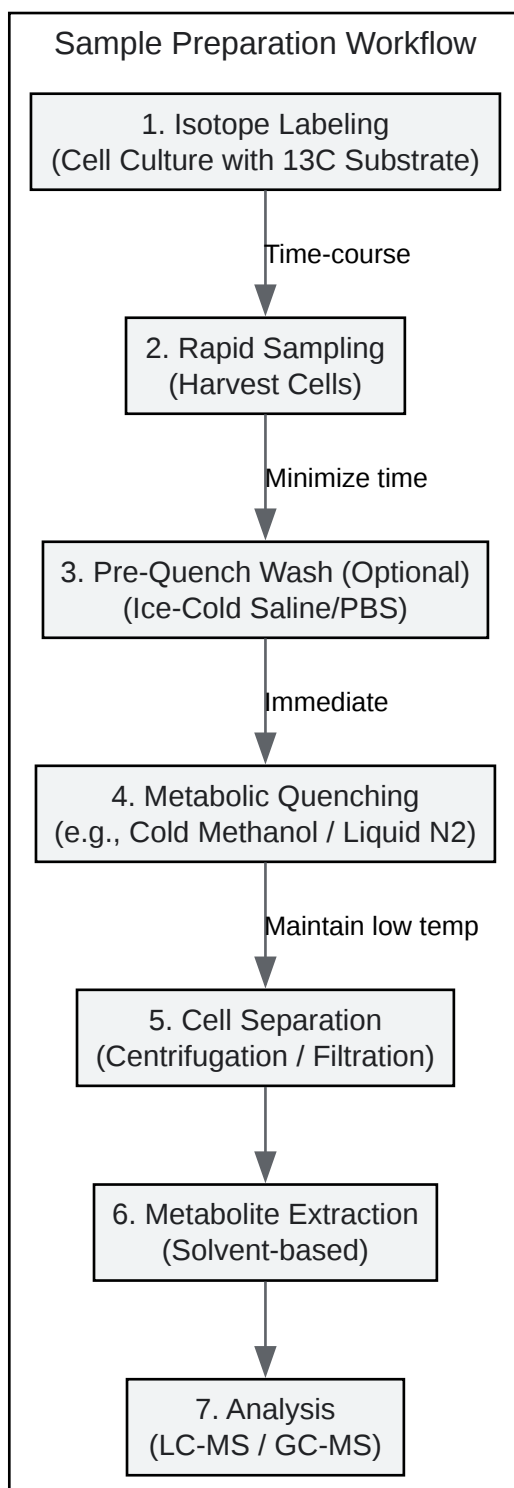 Sample Preparation Workflow
1. Isotope Labeling
(Cell Culture with 13C Substrate)
Time-course
2. Rapid Sampling
(Harvest Cells)
Minimize time
3. Pre-Quench Wash (Optional)
(Ice-Cold Saline/PBS)
Immediate
4. Metabolic Quenching
(e.g., Cold Methanol / Liquid N2)
Maintain low temp
5. Cell Separation
(Centrifugation / Filtration)
6. Metabolite Extraction
(Solvent-based)
7. Analysis
(LC-MS / GC-MS)